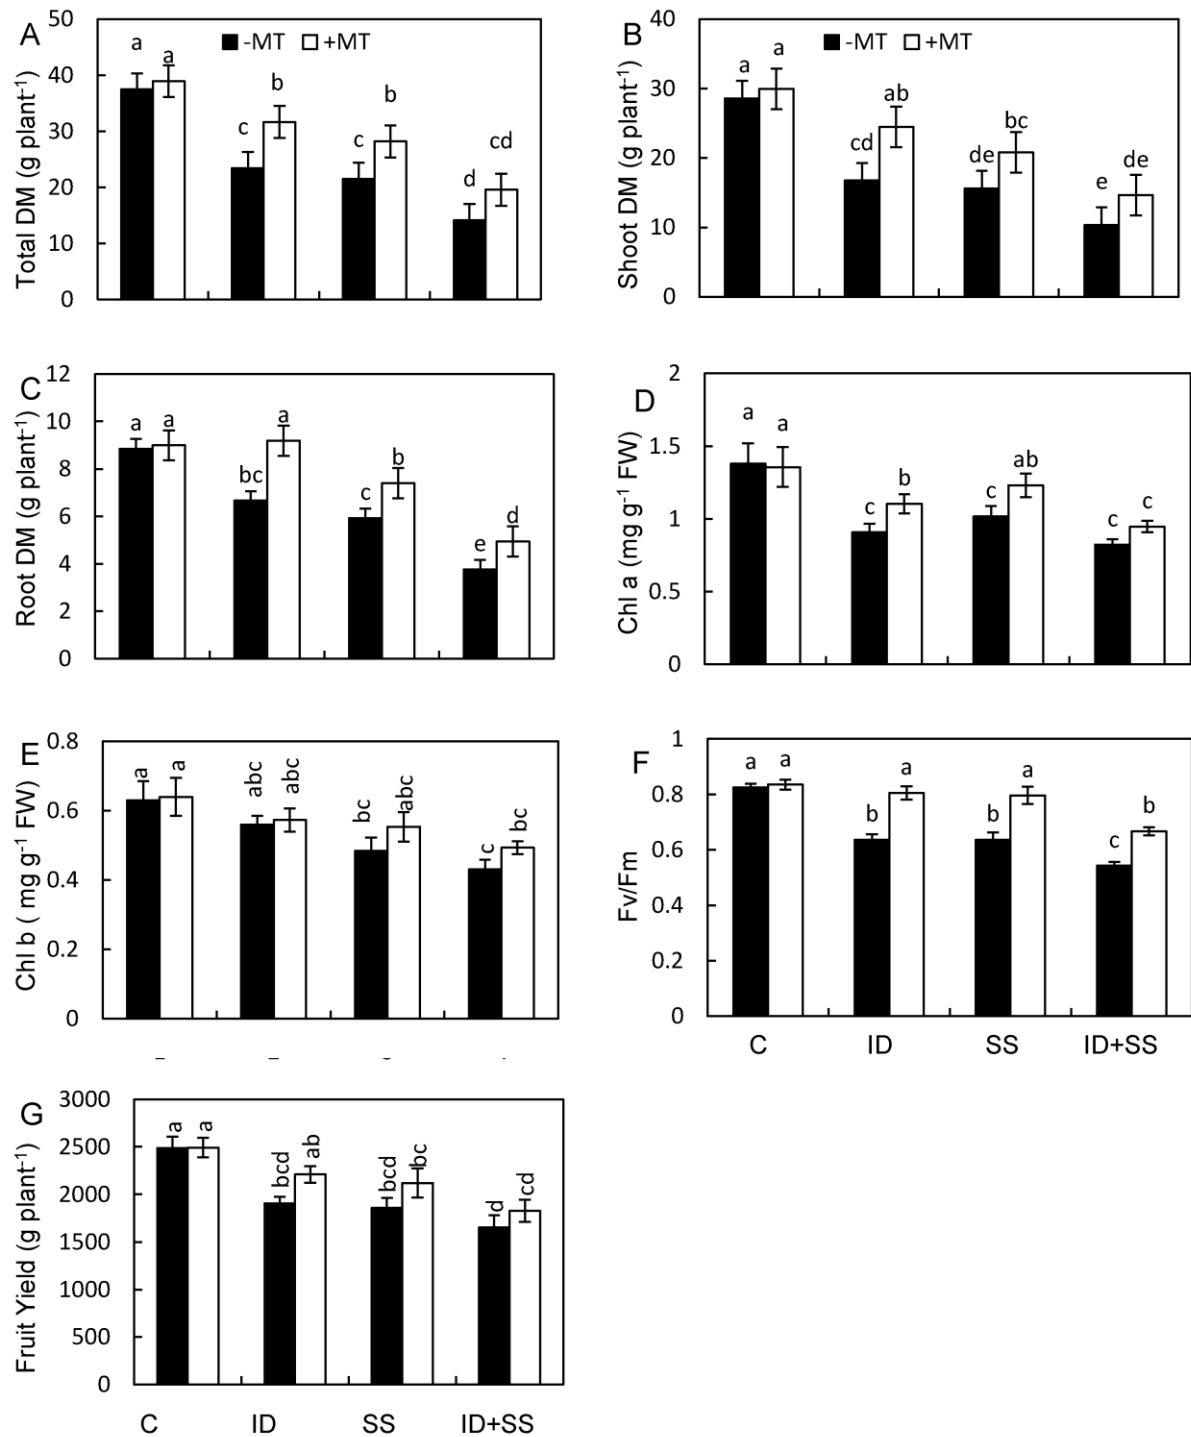 A
-MT +MT
Total DM (g plant⁻¹)
50
40
30
20
10
0
a a c b c b d cd
B
-MT +MT
Shoot DM (g plant⁻¹)
40
30
20
10
0
a a cd ab de bc e de
C
Root DM (g plant⁻¹)
12
10
8
6
4
2
0
a a bc a c b e d
D
Chl a (mg g⁻¹ FW)
2
1.5
1
0.5
0
a a c b c ab c c
E
Chl b ( mg g⁻¹ FW)
0.8
0.6
0.4
0.2
0
a a abc abc bc abc c bc
F
Fv/Fm
1
0.8
0.6
0.4
0.2
0
a a b a b a c b
C ID SS ID+SS
G
Fruit Yield (g plant⁻¹)
3000
2500
2000
1500
1000
500
0
a a bcd ab bcd bc d cd
C ID SS ID+SS